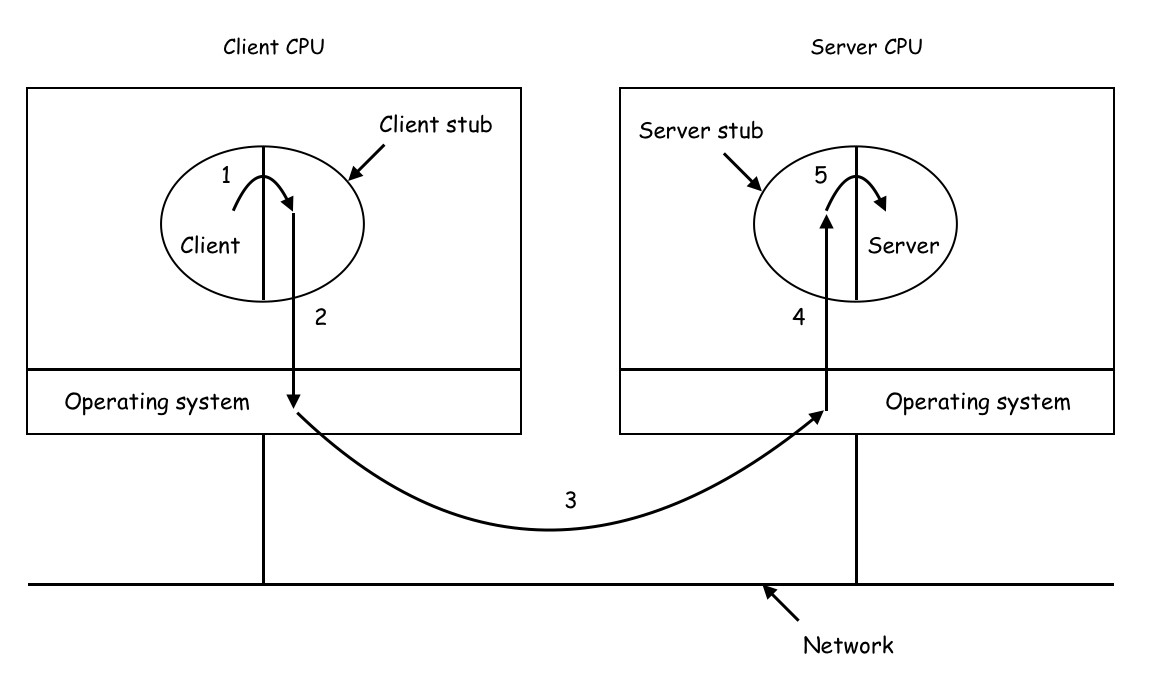 Client CPU
Server CPU
Client stub
Server stub
1
5
Client
Server
2
4
Operating system
Operating system
3
Network